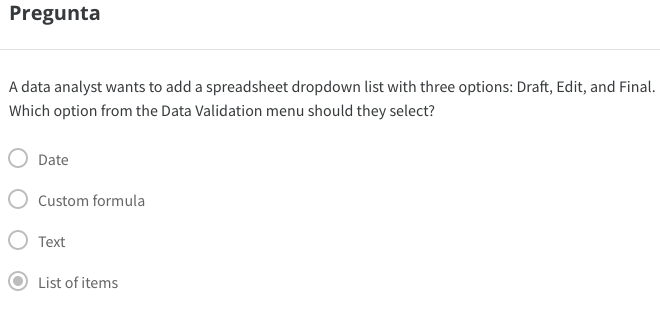 Pregunta
A data analyst wants to add a spreadsheet dropdown list with three options: Draft, Edit, and Final.
Which option from the Data Validation menu should they select?
Date
Custom formula
Text
List of items